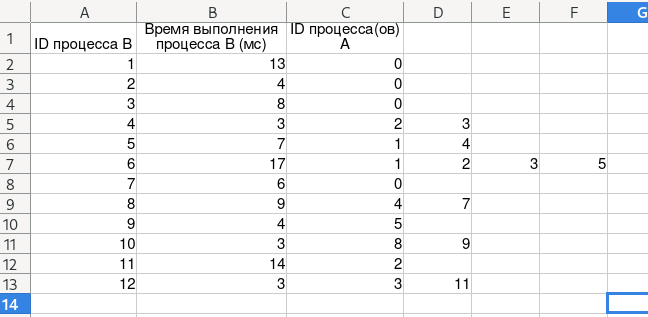 A B C D E F G
1 ID процесса B Время выполнения процесса B (мс) ID процесса(ов) A
2 1 13 0
3 2 4 0
4 3 8 0
5 4 3 2 3
6 5 7 1 4
7 6 17 1 2 3 5
8 7 6 0
9 8 9 4 7
10 9 4 5
11 10 3 8 9
12 11 14 2
13 12 3 3 11
14